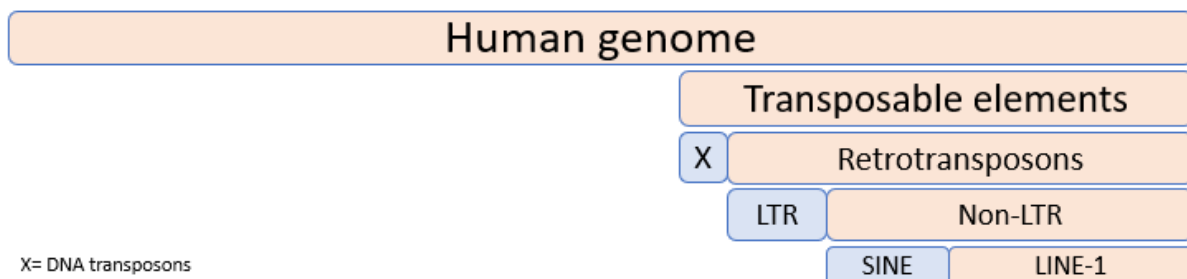 Human genome
Transposable elements
X Retrotransposons
LTR Non-LTR
X= DNA transposons SINE LINE-1